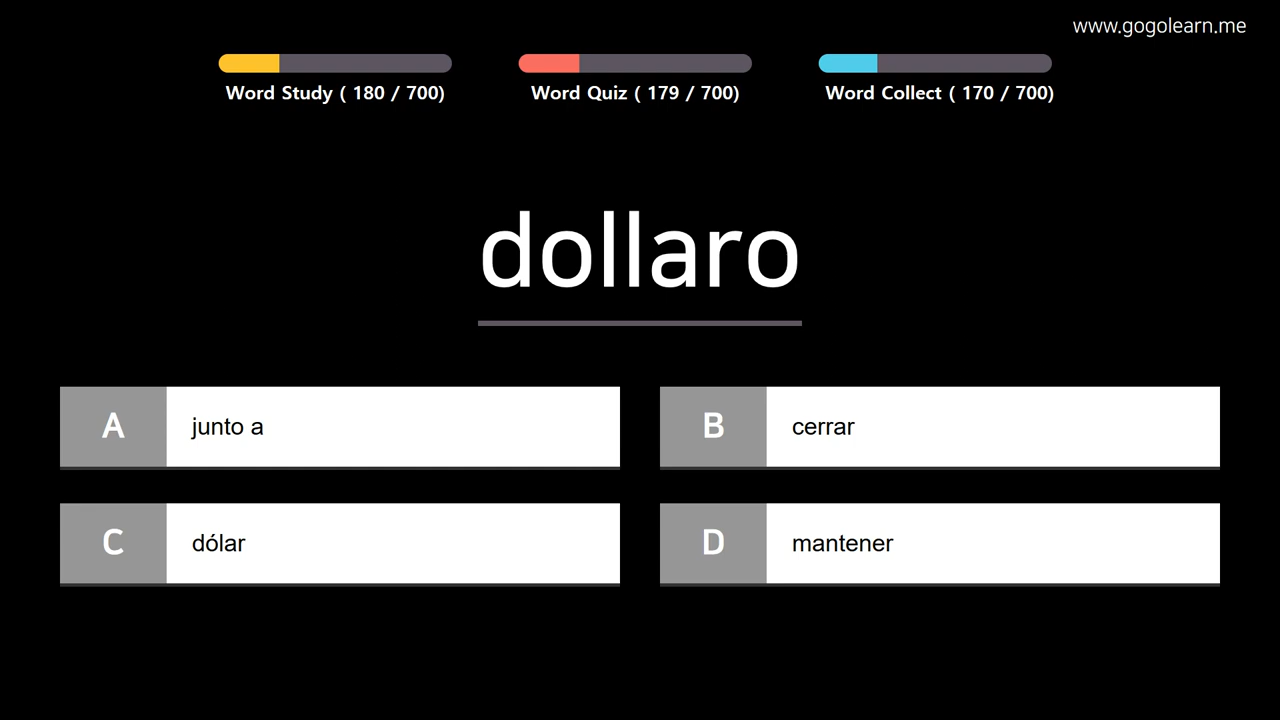 www.gogolearn.me
Word Study ( 180 / 700)
Word Quiz ( 179 / 700)
Word Collect ( 170 / 700)
dollaro
A junto a
B cerrar
C dólar
D mantener